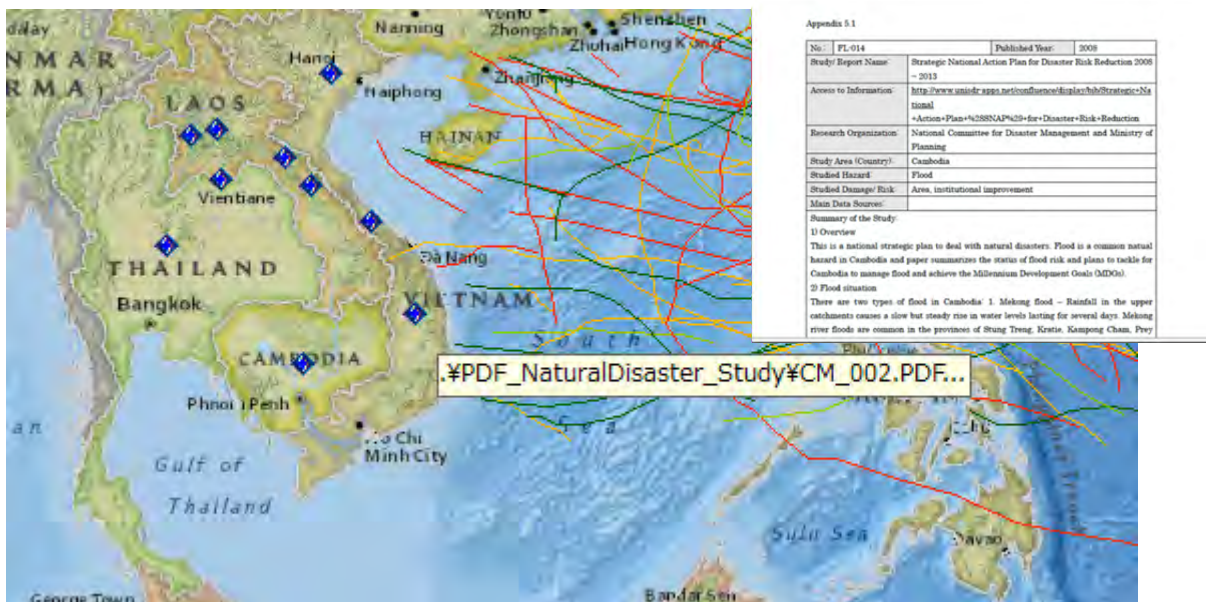 Nanning
Zhongshan
Shenzhen
Zhuhai
Hong Kong
Hanoi
Haiphong
Zhanjiang
LAOS
HAINAN
Vientiane
THAILAND
Da Nang
Bangkok
VIETNAM
South
CAMBODIA
.¥PDF_NaturalDisaster_Study¥CM_002.PDF...
Sea
Ho Chi
Minh City
Gulf of
Thailand
Sulu Sea
Davao
George Town
Appendix 5.1
No.: FL-014 Published Year: 2008
Study/ Report Name: Strategic National Action Plan for Disaster Risk Reduction 2008
– 2013
Access to Information: http://www.unisdr-apps.net/confluence/display/bib/Strategic+Na
tional
+Action+Plan+%28SNAP%29+for+Disaster+Risk+Reduction
Research Organization: National Committee for Disaster Management and Ministry of
Planning
Study Area (Country): Cambodia
Studied Hazard: Flood
Studied Damage/ Risk: Area, institutional improvement
Main Data Sources:
Summary of the Study:
1) Overview
This is a national strategic plan to deal with natural disasters. Flood is a common natual
hazard in Cambodia and paper summarizes the status of flood risk and plans to tackle for
Cambodia to manage flood and achieve the Millennium Development Goals (MDGs).
2) Flood situation
There are two types of flood in Cambodia: 1. Mekong flood – Rainfall in the upper
catchments causes a slow but steady rise in water levels lasting for several days. Mekong
river floods are common in the provinces of Stung Treng, Kratie, Kampong Cham, Prey